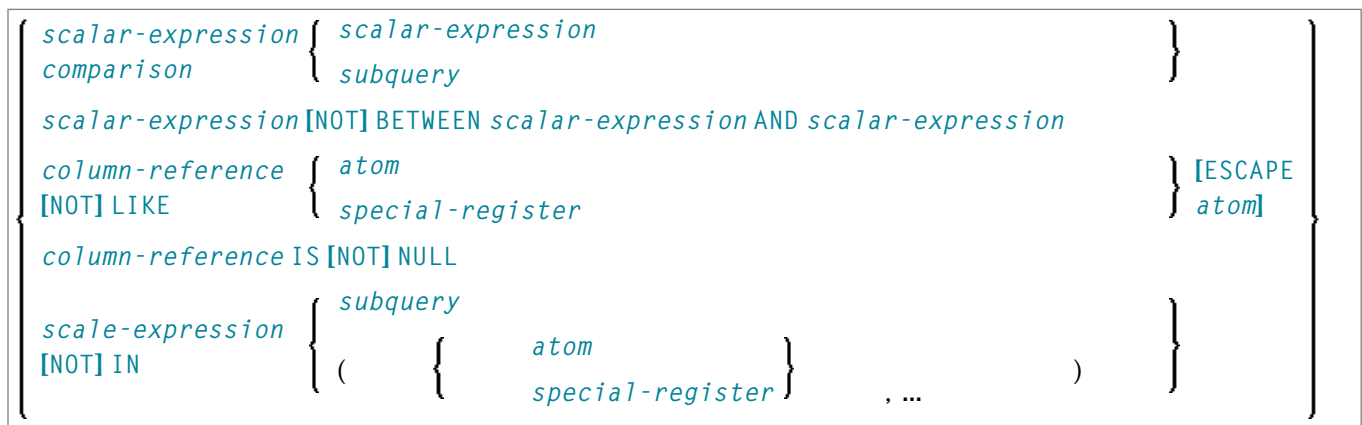 scalar-expression { scalar-expression }
comparison subquery
scalar-expression [NOT] BETWEEN scalar-expression AND scalar-expression
column-reference { atom } [ESCAPE
[NOT] LIKE special-register atom]
column-reference IS [NOT] NULL
subquery
scale-expression
[NOT] IN
( { atom
special-register } , ... )